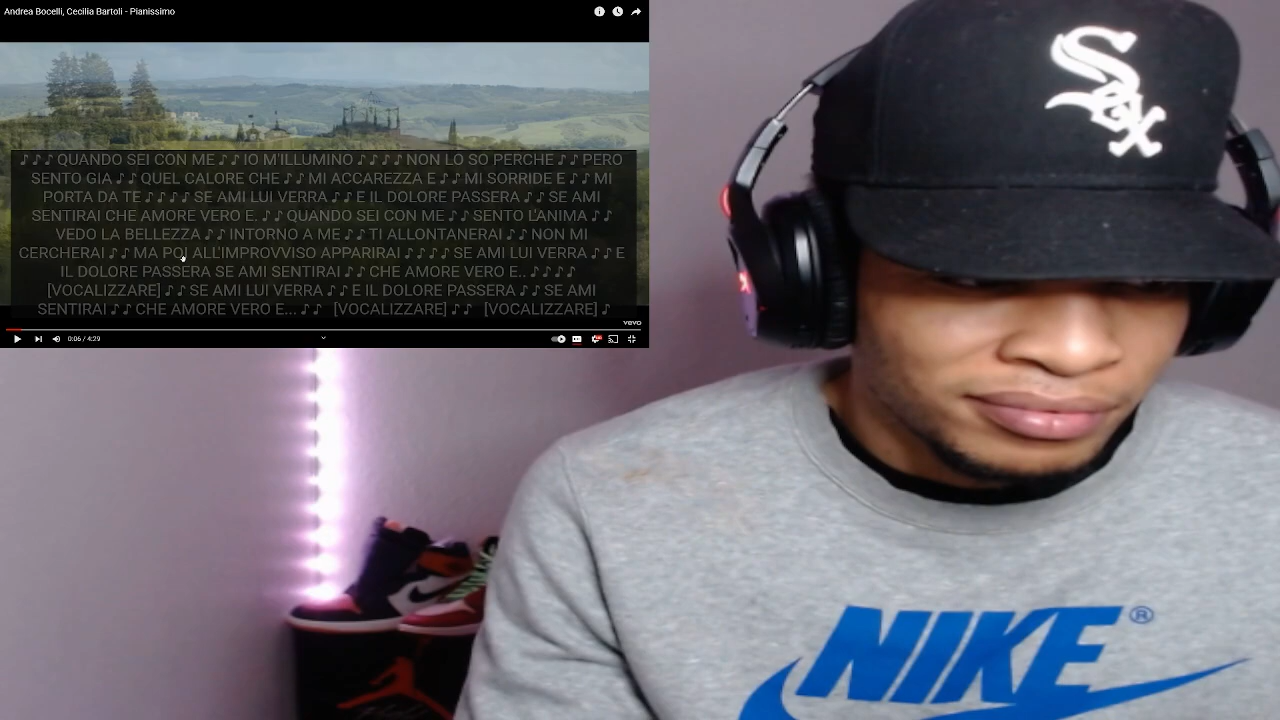 Andrea Bocelli, Cecilia Bartoli - Pianissimo
♪ ♪ ♪ QUANDO SEI CON ME ♪ ♪ IO M'ILLUMINO ♪ ♪ ♪ ♪ NON LO SO PERCHE ♪ ♪ PERO
SENTO GIA ♪ ♪ QUEL CALORE CHE ♪ ♪ MI ACCAREZZA E ♪ ♪ MI SORRIDE E ♪ ♪ MI
PORTA DA TE ♪ ♪ ♪ ♪ SE AMI LUI VERRA ♪ ♪ E IL DOLORE PASSERA ♪ ♪ SE AMI
SENTIRAI CHE AMORE VERO E. ♪ ♪ QUANDO SEI CON ME ♪ ♪ SENTO L'ANIMA ♪ ♪
VEDO LA BELLEZZA ♪ ♪ INTORNO A ME ♪ ♪ TI ALLONTANERAI ♪ ♪ NON MI
CERCHERAI ♪ ♪ MA POI ALL'IMPROVVISO APPARIRAI ♪ ♪ ♪ ♪ SE AMI LUI VERRA ♪ ♪ E
IL DOLORE PASSERA SE AMI SENTIRAI ♪ ♪ CHE AMORE VERO E.. ♪ ♪ ♪ ♪
[VOCALIZZARE] ♪ ♪ SE AMI LUI VERRA ♪ ♪ E IL DOLORE PASSERA ♪ ♪ SE AMI
SENTIRAI ♪ ♪ CHE AMORE VERO E... ♪ ♪ [VOCALIZZARE] ♪ ♪ [VOCALIZZARE] ♪
vevo
0:06 / 4:29
Sox
NIKE ®